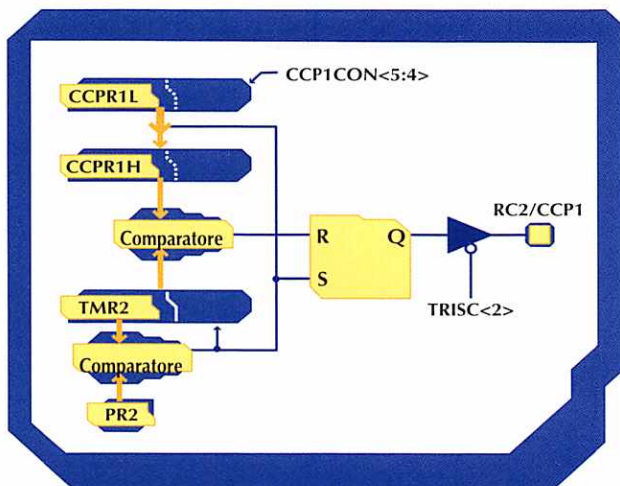 CCP1CON<5:4>
CCPR1L
CCPR1H
RC2/CCP1
Comparatore
R
Q
S
TMR2
TRISC<2>
Comparatore
PR2